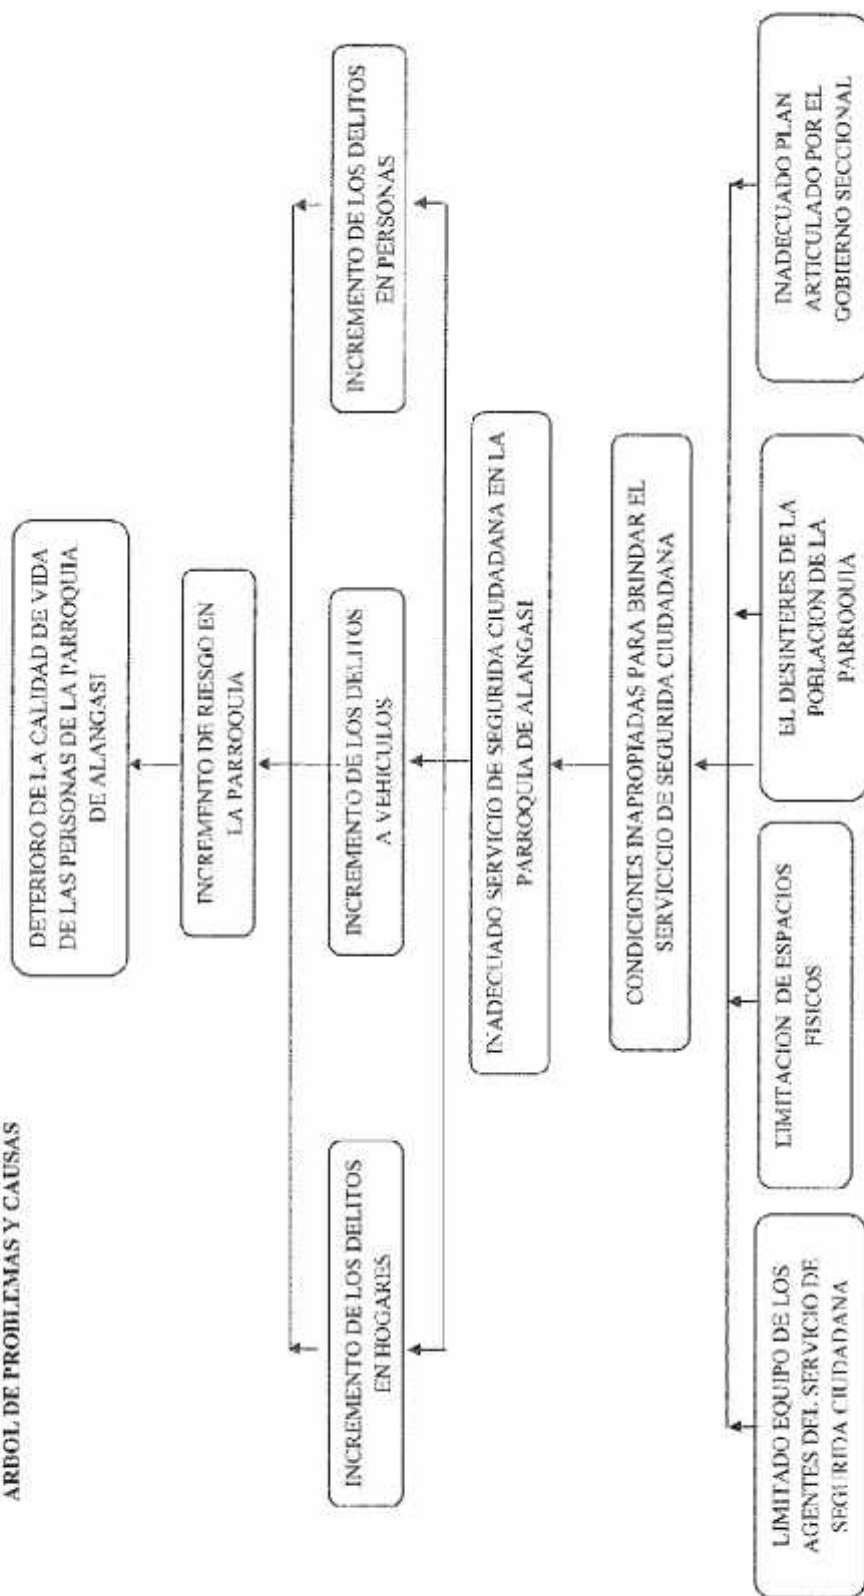 ARBOL DE PROBLEMAS Y CAUSAS
DETERIORO DE LA CALIDAD DE VIDA
DE LAS PERSONAS DE LA PARROQUIA
DE ALANGASI
INCREMENTO DE RIESGO EN
LA PARROQUIA
INCREMENTO DE LOS DELITOS
EN HOGARES
INCREMENTO DE LOS DELITOS
A VEHICULOS
INCREMENTO DE LOS DELITOS
EN PERSONAS
INADECUADO SERVICIO DE SEGURIDA CIUDADANA EN LA
PARROQUIA DE ALANGASI
CONDICIONES INAPROPIADAS PARA BRINDAR EL
SERVICICIO DE SEGURIDA CIUDADANA
LIMITADO EQUIPO DE LOS
AGENTES DEL SERVICIO DE
SEGURIDA CIUDADANA
LIMITACION DE ESPACIOS
FISICOS
EL DESINTERES DE LA
POBLACION DE LA
PARROQUIA
INADECUADO PLAN
ARTICULADO POR EL
GOBIERNO SECCIONAL